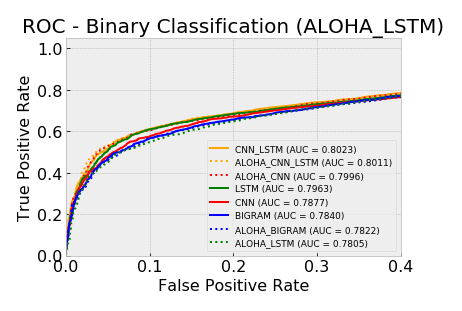 ROC - Binary Classification (ALOHA_LSTM)
True Positive Rate
1.0
0.8
0.6
0.4
0.2
0.0
CNN_LSTM (AUC = 0.8023)
ALOHA_CNN_LSTM (AUC = 0.8011)
ALOHA_CNN (AUC = 0.7996)
LSTM (AUC = 0.7963)
CNN (AUC = 0.7877)
BIGRAM (AUC = 0.7840)
ALOHA_BIGRAM (AUC = 0.7822)
ALOHA_LSTM (AUC = 0.7805)
0.0 0.1 0.2 0.3 0.4
False Positive Rate